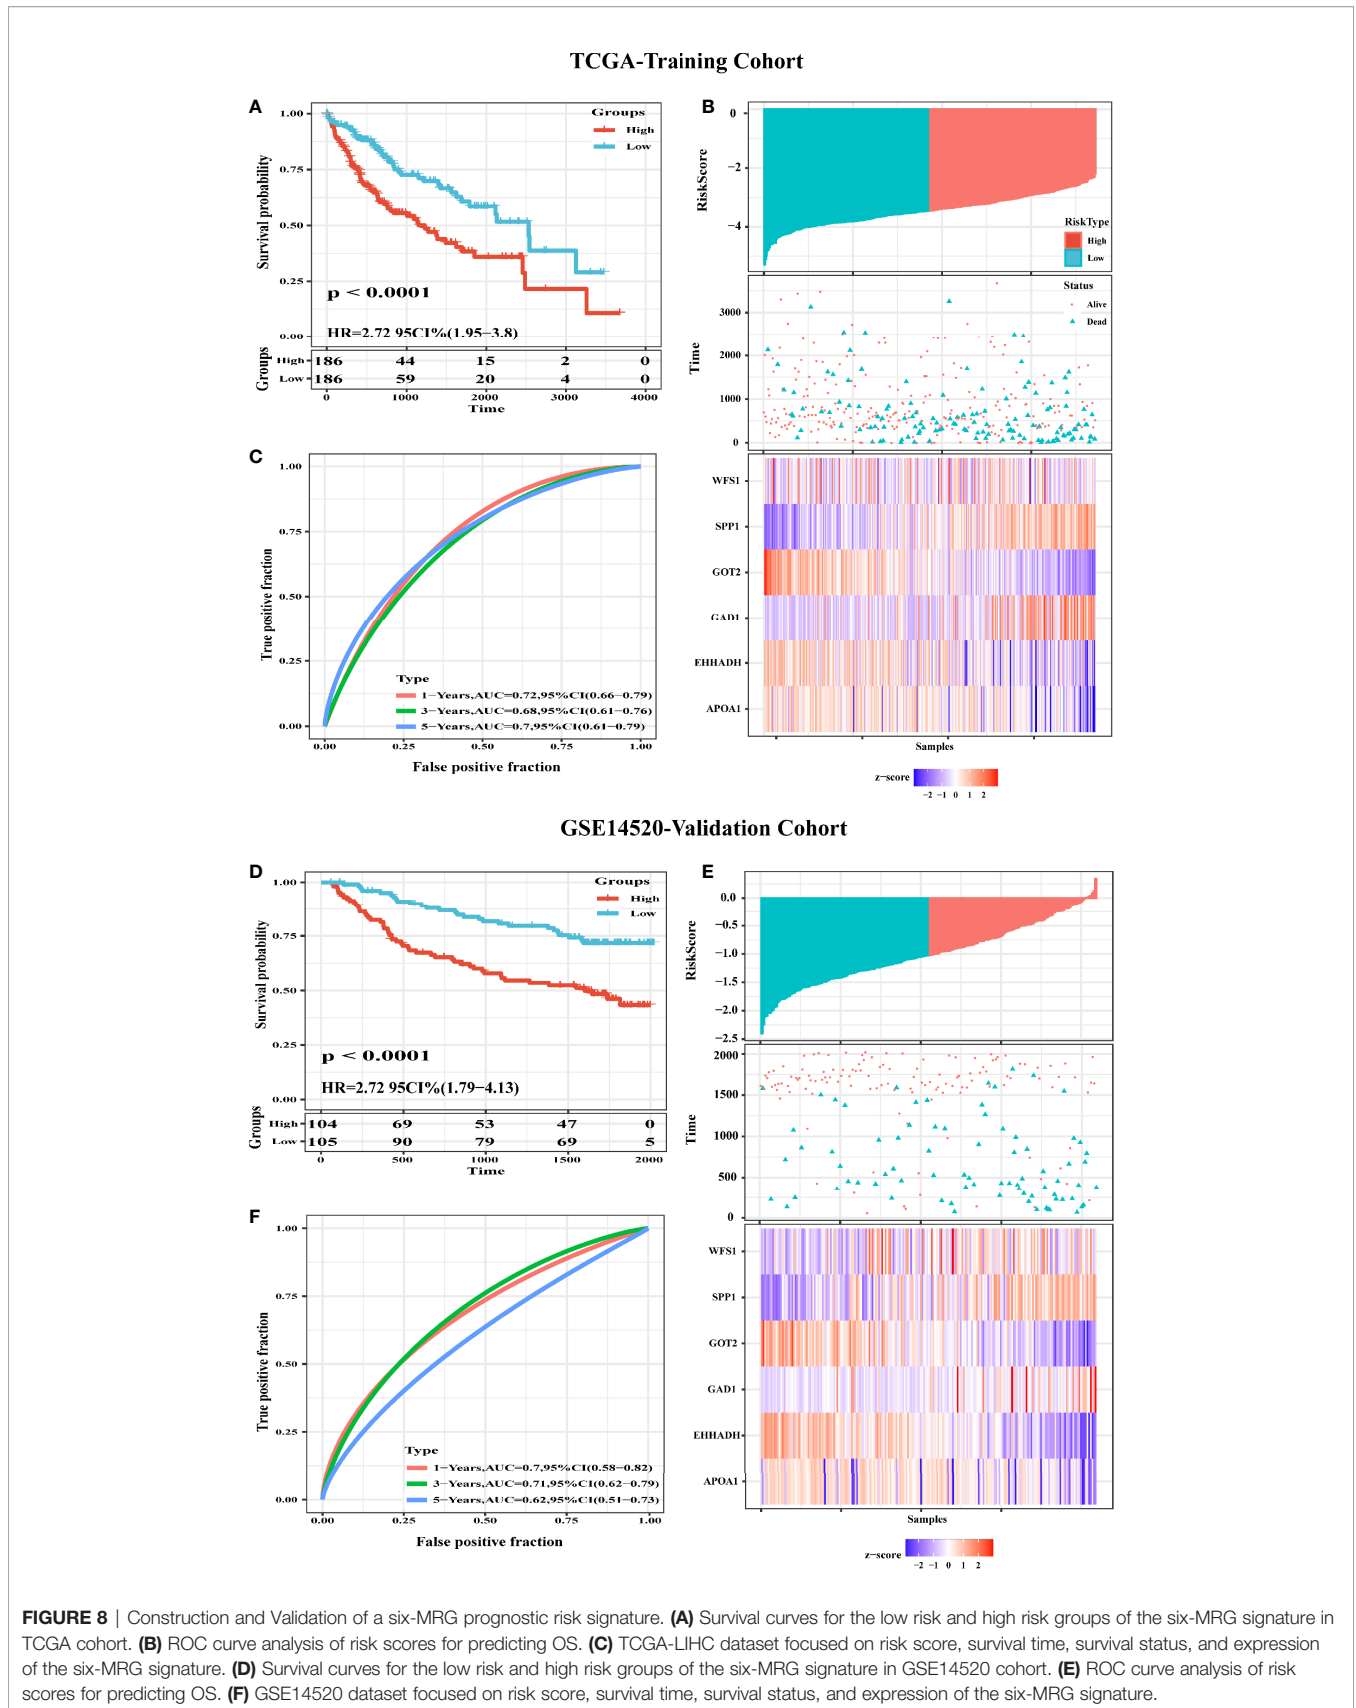 TCGA-Training Cohort
A
Groups
High
Low
1.00
0.75
0.50
0.25
0.00
Survival probability
p < 0.0001
HR=2.72 95CI%(1.95−3.8)
Groups
High 186 44 15 2 0
Low 186 59 20 4 0
0 1000 2000 3000 4000
Time
B
0
−2
−4
RiskScore
RiskType
High
Low
Status
Alive
Dead
3000
2000
1000
0
Time
WFS1
SPP1
GOT2
GAD1
EHHADH
APOA1
Samples
z−score
−2 −1 0 1 2
C
1.00
0.75
0.50
0.25
0.00
True positive fraction
Type
1−Years,AUC=0.72,95%CI(0.66−0.79)
3−Years,AUC=0.68,95%CI(0.61−0.76)
5−Years,AUC=0.7,95%CI(0.61−0.79)
0.00 0.25 0.50 0.75 1.00
False positive fraction
GSE14520-Validation Cohort
D
Groups
High
Low
1.00
0.75
0.50
0.25
0.00
Survival probability
p < 0.0001
HR=2.72 95CI%(1.79−4.13)
Groups
High 104 69 53 47 0
Low 105 90 79 69 5
0 500 1000 1500 2000
Time
E
0.0
−0.5
−1.0
−1.5
−2.0
−2.5
RiskScore
2000
1500
1000
500
0
Time
WFS1
SPP1
GOT2
GAD1
EHHADH
APOA1
Samples
z−score
−2 −1 0 1 2
F
1.00
0.75
0.50
0.25
0.00
True positive fraction
Type
1−Years,AUC=0.7,95%CI(0.58−0.82)
3−Years,AUC=0.71,95%CI(0.62−0.79)
5−Years,AUC=0.62,95%CI(0.51−0.73)
0.00 0.25 0.50 0.75 1.00
False positive fraction
FIGURE 8 | Construction and Validation of a six-MRG prognostic risk signature. (A) Survival curves for the low risk and high risk groups of the six-MRG signature in
TCGA cohort. (B) ROC curve analysis of risk scores for predicting OS. (C) TCGA-LIHC dataset focused on risk score, survival time, survival status, and expression
of the six-MRG signature. (D) Survival curves for the low risk and high risk groups of the six-MRG signature in GSE14520 cohort. (E) ROC curve analysis of risk
scores for predicting OS. (F) GSE14520 dataset focused on risk score, survival time, survival status, and expression of the six-MRG signature.